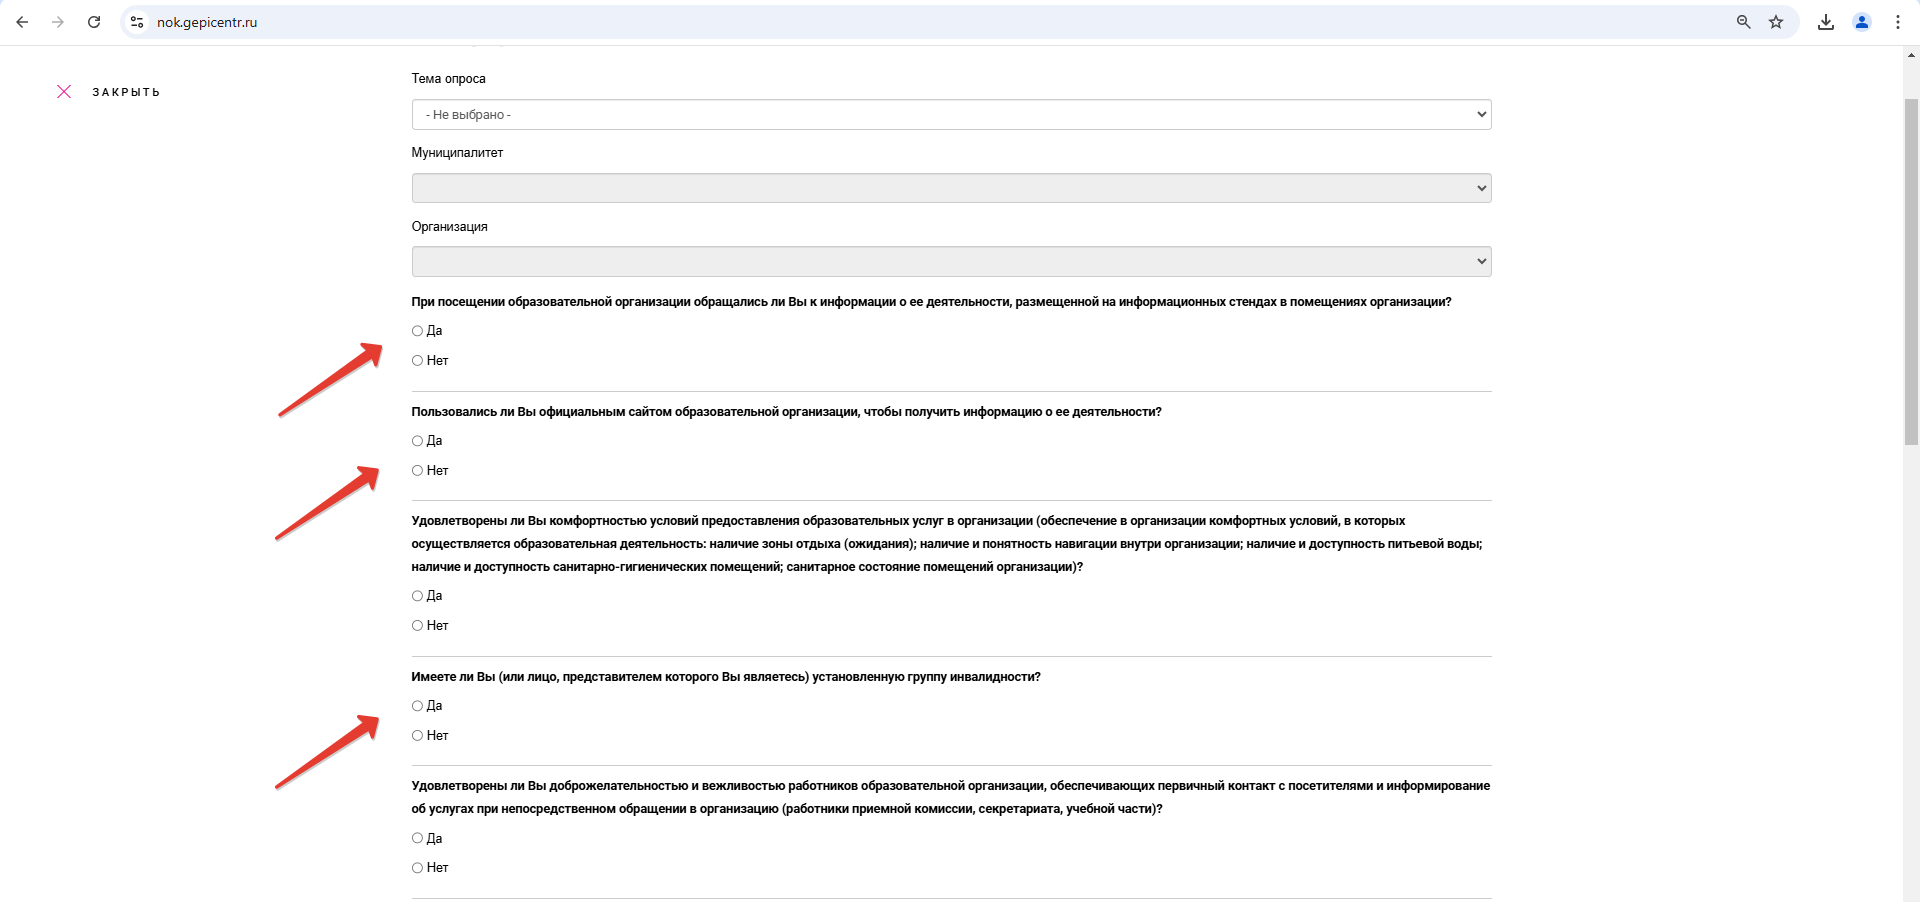 nok.gepicentr.ru
ЗАКРЫТЬ
Тема опроса
- Не выбрано -
Муниципалитет
Организация
При посещении образовательной организации обращались ли Вы к информации о ее деятельности, размещенной на информационных стендах в помещениях организации?
Да
Нет
Пользовались ли Вы официальным сайтом образовательной организации, чтобы получить информацию о ее деятельности?
Да
Нет
Удовлетворены ли Вы комфортностью условий предоставления образовательных услуг в организации (обеспечение в организации комфортных условий, в которых
осуществляется образовательная деятельность: наличие зоны отдыха (ожидания); наличие и понятность навигации внутри организации; наличие и доступность питьевой воды;
наличие и доступность санитарно-гигиенических помещений; санитарное состояние помещений организации)?
Да
Нет
Имеете ли Вы (или лицо, представителем которого Вы являетесь) установленную группу инвалидности?
Да
Нет
Удовлетворены ли Вы доброжелательностью и вежливостью работников образовательной организации, обеспечивающих первичный контакт с посетителями и информирование
об услугах при непосредственном обращении в организацию (работники приемной комиссии, секретариата, учебной части)?
Да
Нет